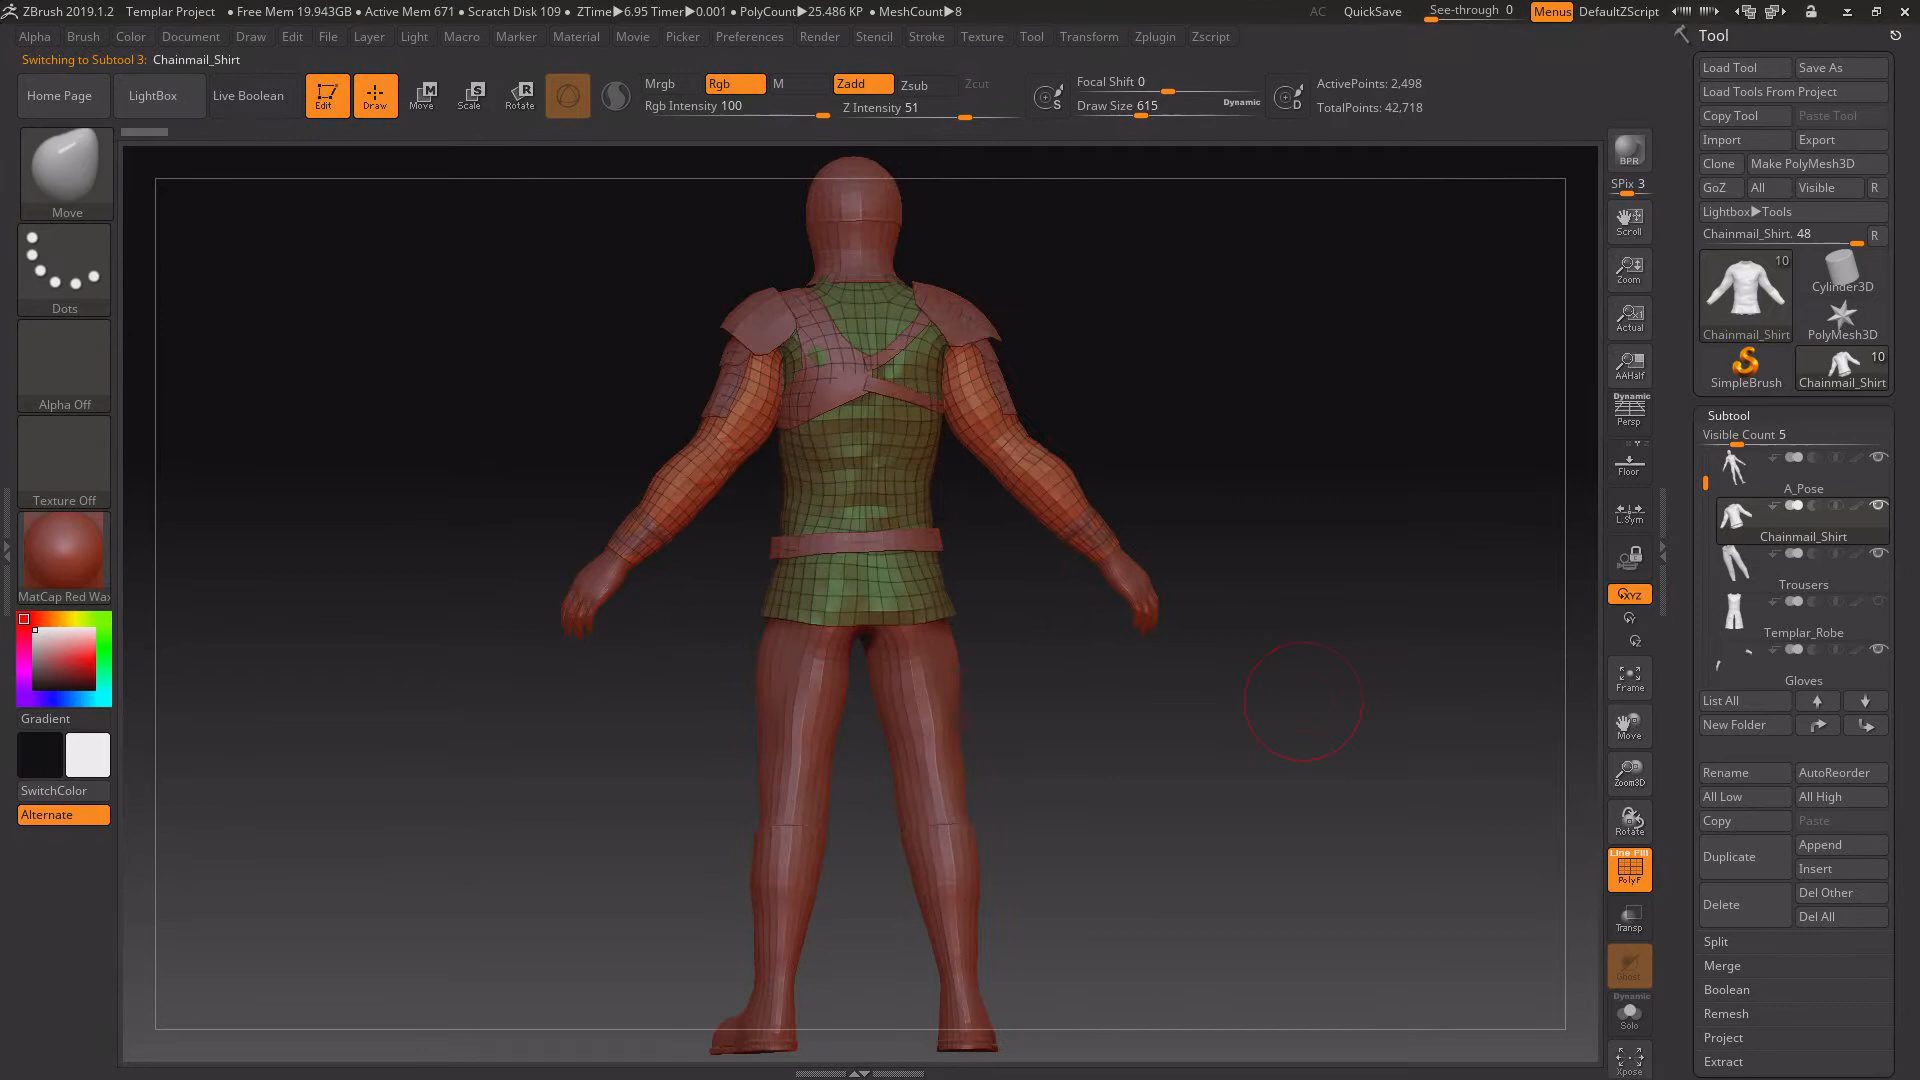 ZBrush 2019.1.2 Templar Project • Free Mem 19.943GB • Active Mem 671 • Scratch Disk 109 • ZTime▶6.95 Timer▶0.001 • PolyCount▶25.486 KP • MeshCount▶8 AC QuickSave See-through 0 Menus DefaultZScript
Alpha Brush Color Document Draw Edit File Layer Light Macro Marker Material Movie Picker Preferences Render Stencil Stroke Texture Tool Transform Zplugin Zscript
Switching to Subtool 3: Chainmail_Shirt
Home Page LightBox Live Boolean Edit Draw Move Scale Rotate
Mrgb Rgb M Zadd Zsub Zcut
Rgb Intensity 100 Z Intensity 51
Focal Shift 0
Draw Size 615 Dynamic
ActivePoints: 2,498
TotalPoints: 42,718
Move
Dots
Alpha Off
Texture Off
MatCap Red Wax
Gradient
SwitchColor
Alternate
BPR
SPix 3
Scroll
Zoom
Actual
AAHalf
Dynamic
Persp
Floor
L.Sym
XYZ
Frame
Move
Zoom3D
Rotate
Line Fill
PolyF
Transp
Ghost
Dynamic
Solo
Xpose
Tool
Load Tool Save As
Load Tools From Project
Copy Tool Paste Tool
Import Export
Clone Make PolyMesh3D
GoZ All Visible R
Lightbox▶Tools
Chainmail_Shirt. 48 R
10
Cylinder3D
Chainmail_Shirt PolyMesh3D
10
SimpleBrush Chainmail_Shirt
Subtool
Visible Count 5
A_Pose
Chainmail_Shirt
Trousers
Templar_Robe
Gloves
List All
New Folder
Rename AutoReorder
All Low All High
Copy Paste
Duplicate Append
Insert
Delete Del Other
Del All
Split
Merge
Boolean
Remesh
Project
Extract